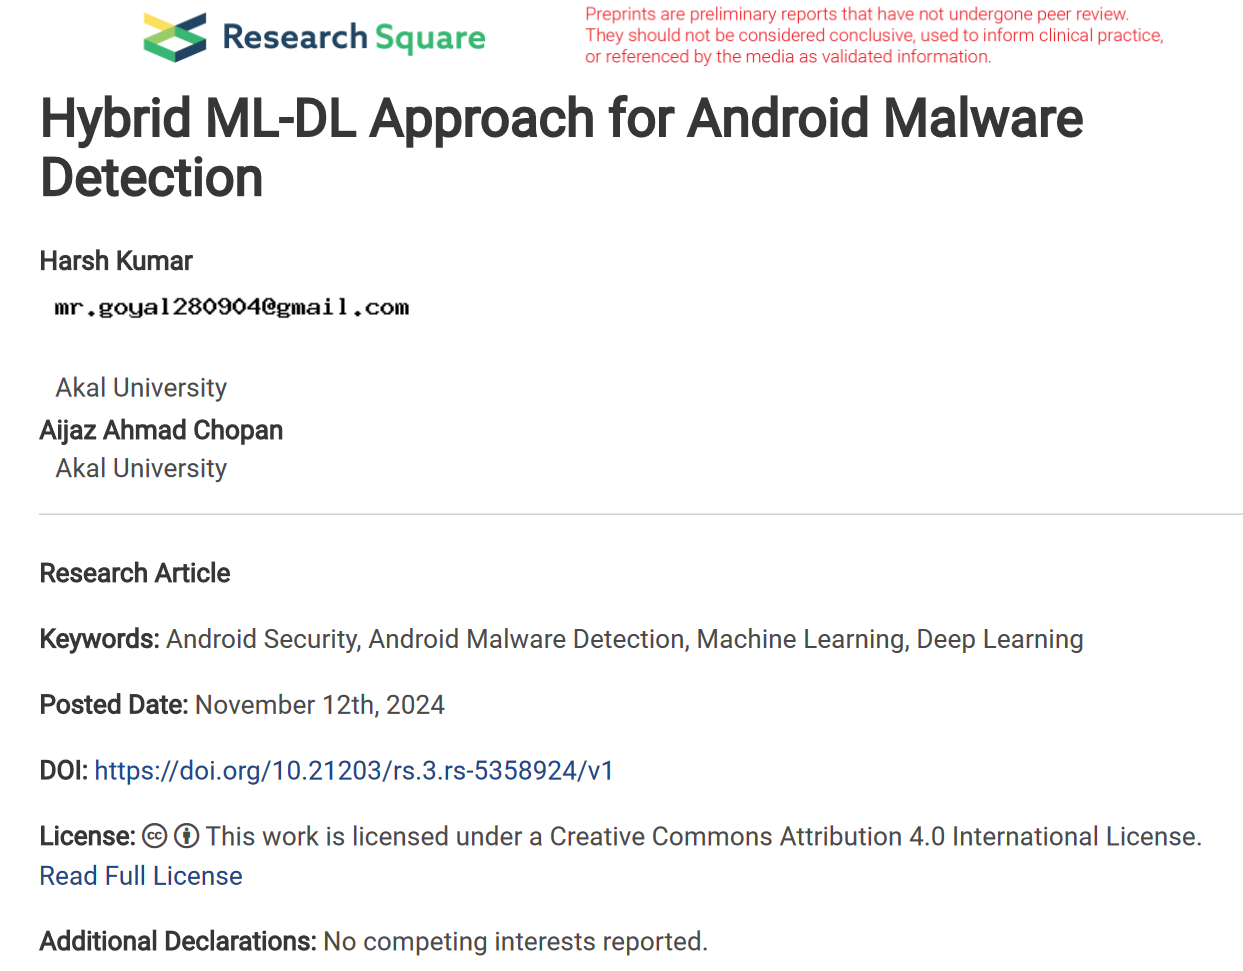 Research Square
Preprints are preliminary reports that have not undergone peer review.
They should not be considered conclusive, used to inform clinical practice,
or referenced by the media as validated information.
Hybrid ML-DL Approach for Android Malware
Detection
Harsh Kumar
mr.goyal280904@gmail.com
Akal University
Aijaz Ahmad Chopan
Akal University
Research Article
Keywords: Android Security, Android Malware Detection, Machine Learning, Deep Learning
Posted Date: November 12th, 2024
DOI: https://doi.org/10.21203/rs.3.rs-5358924/v1
License: cc This work is licensed under a Creative Commons Attribution 4.0 International License.
Read Full License
Additional Declarations: No competing interests reported.